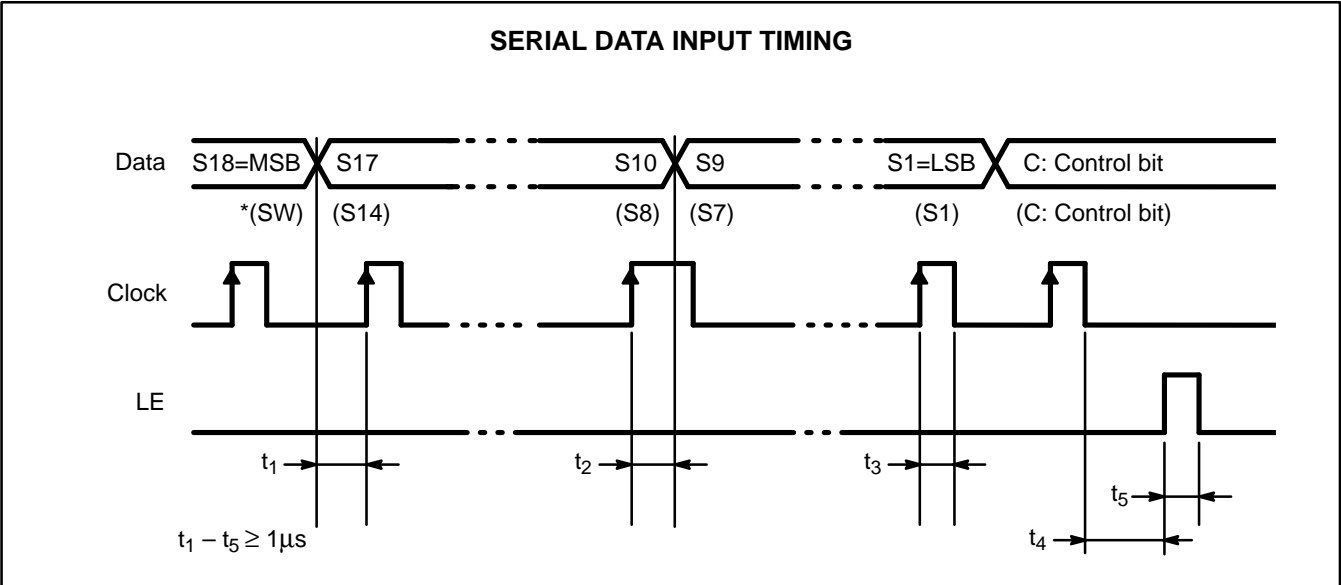 SERIAL DATA INPUT TIMING
Data S18=MSB S17 S10 S9 S1=LSB C: Control bit
*(SW) (S14) (S8) (S7) (S1) (C: Control bit)
Clock
LE
t1 t2 t3
t5
t4
t1 – t5 ≥ 1µs